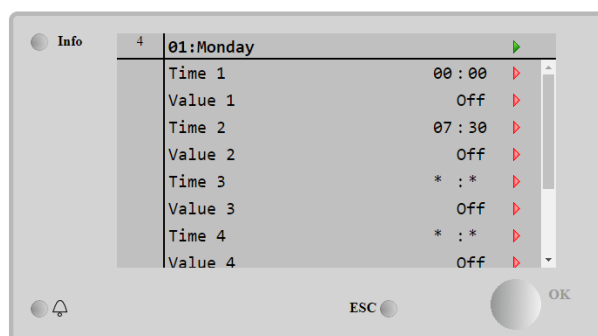 Info
4 01:Monday
Time 1 00:00
Value 1 Off
Time 2 07:30
Value 2 Off
Time 3 * :*
Value 3 Off
Time 4 * :*
Value 4 Off
ESC OK